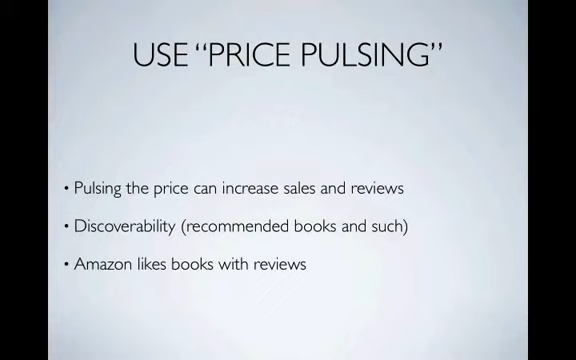 USE “PRICE PULSING”
• Pulsing the price can increase sales and reviews
• Discoverability (recommended books and such)
• Amazon likes books with reviews